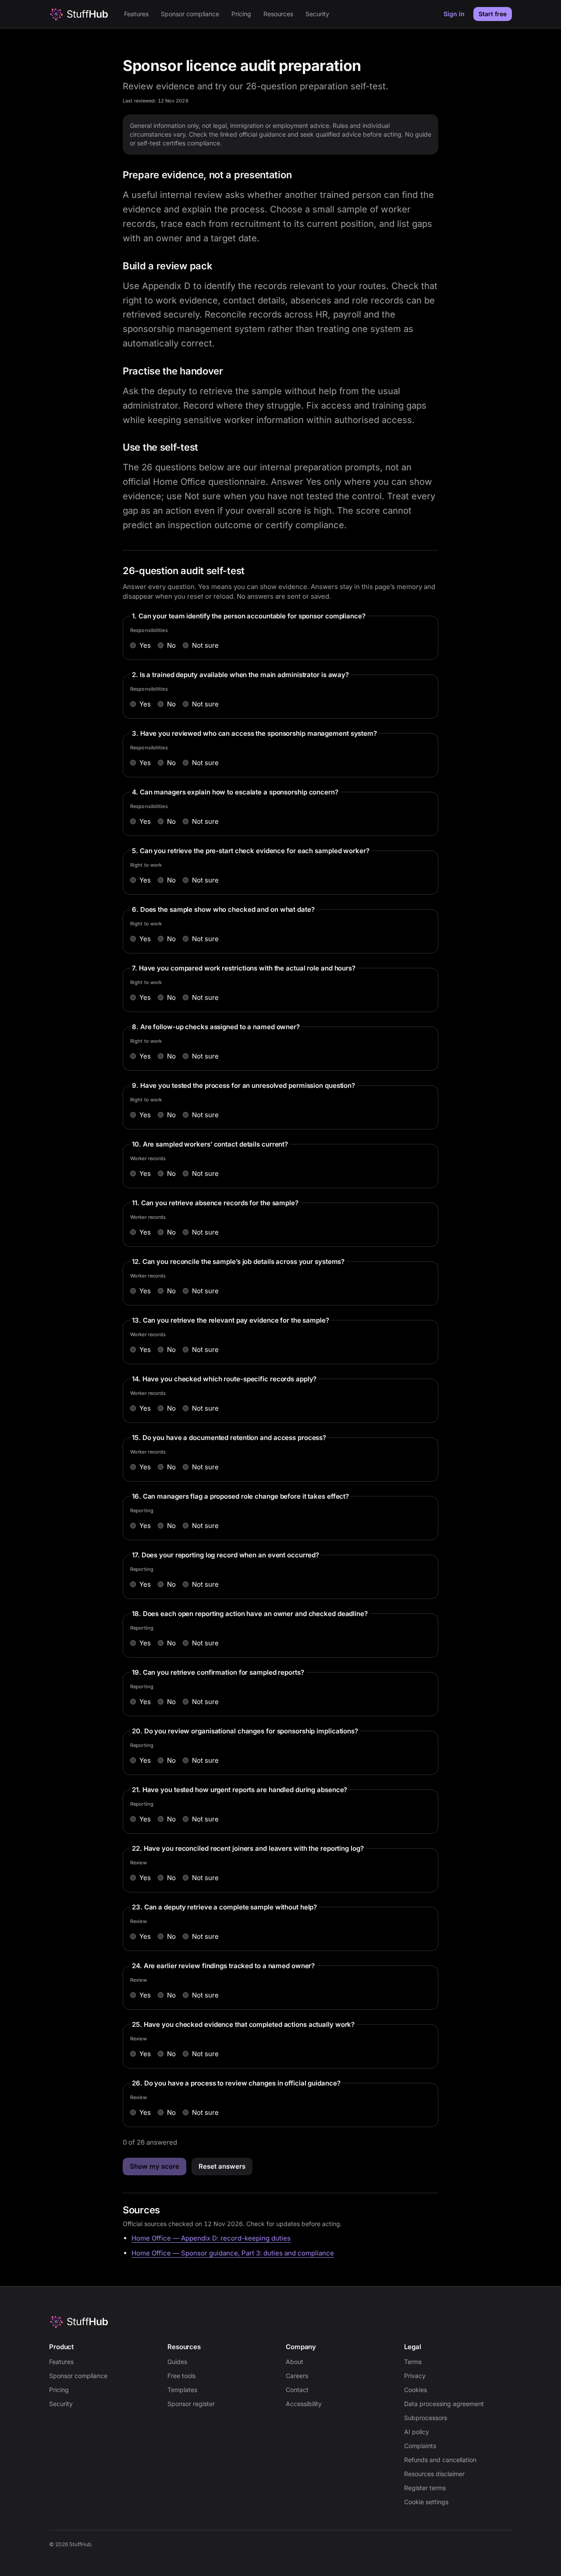 StuffHub
Features
Sponsor compliance
Pricing
Resources
Security
Sign in
Start free
Sponsor licence audit preparation
Review evidence and try our 26-question preparation self-test.
Last reviewed: 12 Nov 2026
General information only, not legal, immigration or employment advice. Rules and individual
circumstances vary. Check the linked official guidance and seek qualified advice before acting. No guide
or self-test certifies compliance.
Prepare evidence, not a presentation
A useful internal review asks whether another trained person can find the
evidence and explain the process. Choose a small sample of worker
records, trace each from recruitment to its current position, and list gaps
with an owner and a target date.
Build a review pack
Use Appendix D to identify the records relevant to your routes. Check that
right to work evidence, contact details, absences and role records can be
retrieved securely. Reconcile records across HR, payroll and the
sponsorship management system rather than treating one system as
automatically correct.
Practise the handover
Ask the deputy to retrieve the sample without help from the usual
administrator. Record where they struggle. Fix access and training gaps
while keeping sensitive worker information within authorised access.
Use the self-test
The 26 questions below are our internal preparation prompts, not an
official Home Office questionnaire. Answer Yes only where you can show
evidence; use Not sure when you have not tested the control. Treat every
gap as an action even if your overall score is high. The score cannot
predict an inspection outcome or certify compliance.
26-question audit self-test
Answer every question. Yes means you can show evidence. Answers stay in this page's memory and
disappear when you reset or reload. No answers are sent or saved.
1. Can your team identify the person accountable for sponsor compliance?
Responsibilities
Yes No Not sure
2. Is a trained deputy available when the main administrator is away?
Responsibilities
Yes No Not sure
3. Have you reviewed who can access the sponsorship management system?
Responsibilities
Yes No Not sure
4. Can managers explain how to escalate a sponsorship concern?
Responsibilities
Yes No Not sure
5. Can you retrieve the pre-start check evidence for each sampled worker?
Right to work
Yes No Not sure
6. Does the sample show who checked and on what date?
Right to work
Yes No Not sure
7. Have you compared work restrictions with the actual role and hours?
Right to work
Yes No Not sure
8. Are follow-up checks assigned to a named owner?
Right to work
Yes No Not sure
9. Have you tested the process for an unresolved permission question?
Right to work
Yes No Not sure
10. Are sampled workers' contact details current?
Worker records
Yes No Not sure
11. Can you retrieve absence records for the sample?
Worker records
Yes No Not sure
12. Can you reconcile the sample's job details across your systems?
Worker records
Yes No Not sure
13. Can you retrieve the relevant pay evidence for the sample?
Worker records
Yes No Not sure
14. Have you checked which route-specific records apply?
Worker records
Yes No Not sure
15. Do you have a documented retention and access process?
Worker records
Yes No Not sure
16. Can managers flag a proposed role change before it takes effect?
Reporting
Yes No Not sure
17. Does your reporting log record when an event occurred?
Reporting
Yes No Not sure
18. Does each open reporting action have an owner and checked deadline?
Reporting
Yes No Not sure
19. Can you retrieve confirmation for sampled reports?
Reporting
Yes No Not sure
20. Do you review organisational changes for sponsorship implications?
Reporting
Yes No Not sure
21. Have you tested how urgent reports are handled during absence?
Reporting
Yes No Not sure
22. Have you reconciled recent joiners and leavers with the reporting log?
Review
Yes No Not sure
23. Can a deputy retrieve a complete sample without help?
Review
Yes No Not sure
24. Are earlier review findings tracked to a named owner?
Review
Yes No Not sure
25. Have you checked evidence that completed actions actually work?
Review
Yes No Not sure
26. Do you have a process to review changes in official guidance?
Review
Yes No Not sure
0 of 26 answered
Show my score
Reset answers
Sources
Official sources checked on 12 Nov 2026. Check for updates before acting.
Home Office — Appendix D: record-keeping duties
Home Office — Sponsor guidance, Part 3: duties and compliance
StuffHub
Product
Features
Sponsor compliance
Pricing
Security
Resources
Guides
Free tools
Templates
Sponsor register
Company
About
Careers
Contact
Accessibility
Legal
Terms
Privacy
Cookies
Data processing agreement
Subprocessors
AI policy
Complaints
Refunds and cancellation
Resources disclaimer
Register terms
Cookie settings
© 2026 StuffHub.